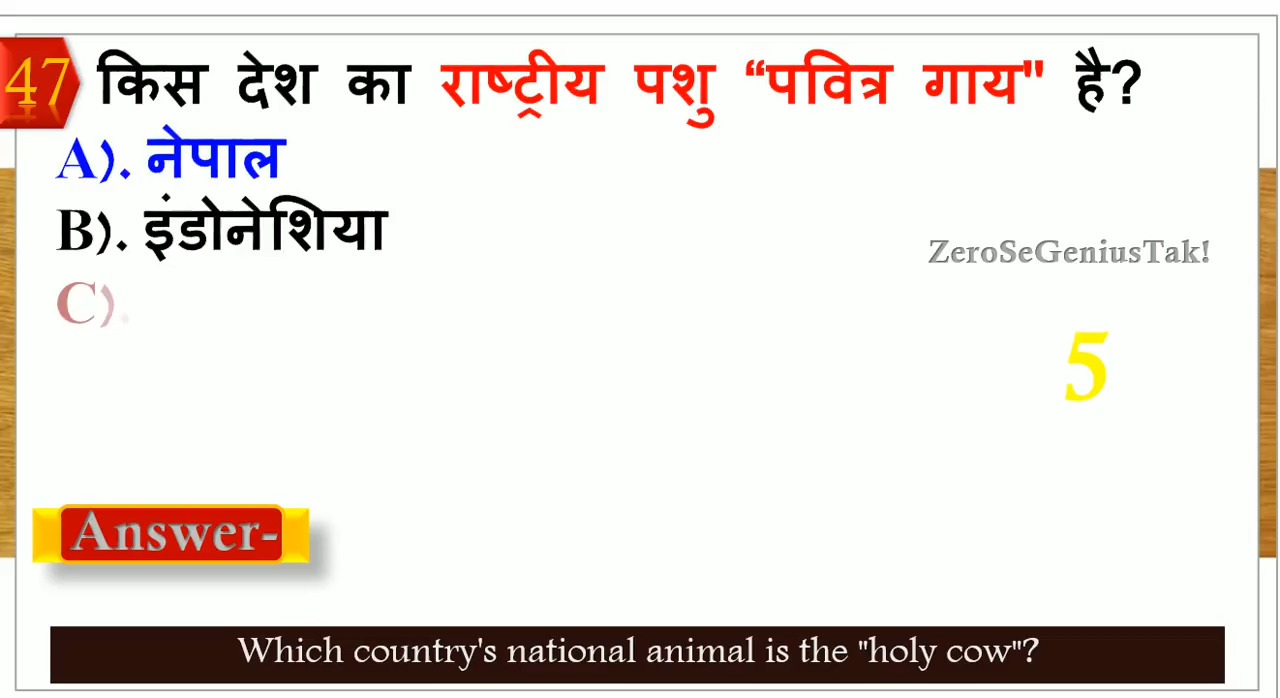 47 किस देश का राष्ट्रीय पशु “पवित्र गाय" है?
A). नेपाल
B). इंडोनेशिया
ZeroSeGeniusTak!
C).
5
Answer-
Which country's national animal is the "holy cow"?